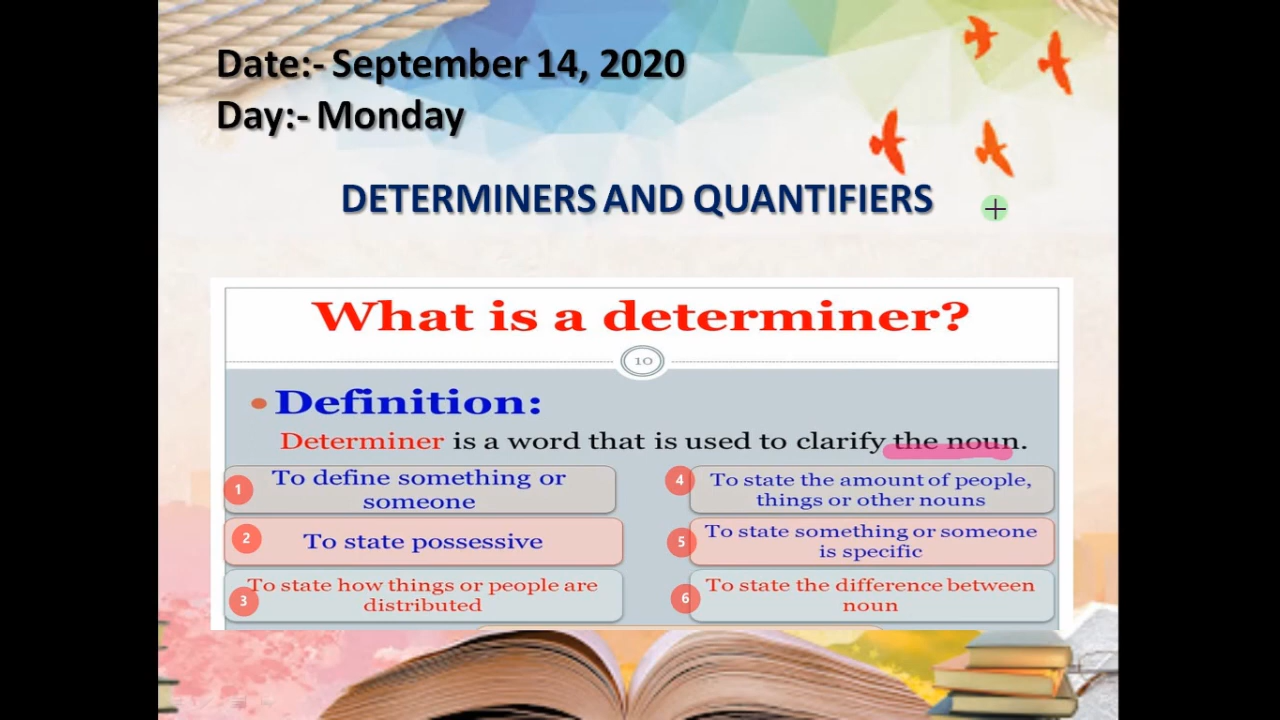 Date:- September 14, 2020
Day:- Monday
DETERMINERS AND QUANTIFIERS
What is a determiner?
10
• Definition:
Determiner is a word that is used to clarify the noun.
1
To define something or
someone
2
To state possessive
3
To state how things or people are
distributed
4
To state the amount of people,
things or other nouns
5
To state something or someone
is specific
6
To state the difference between
noun